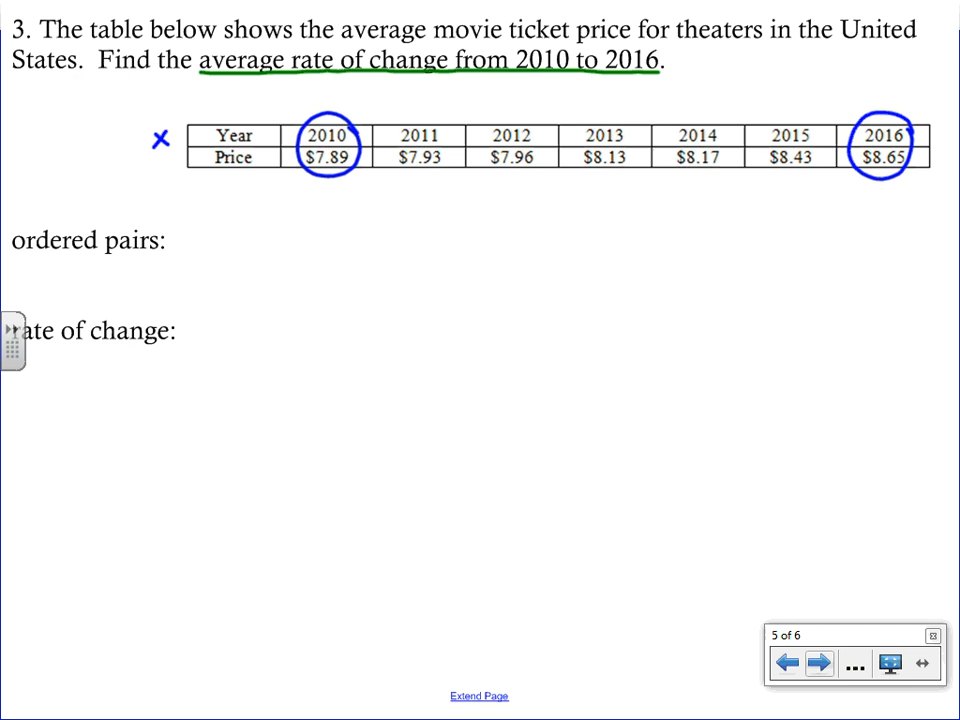 3. The table below shows the average movie ticket price for theaters in the United
States. Find the average rate of change from 2010 to 2016.
x
Year 2010 2011 2012 2013 2014 2015 2016
Price $7.89 $7.93 $7.96 $8.13 $8.17 $8.43 $8.65
ordered pairs:
rate of change:
5 of 6
...
Extend Page